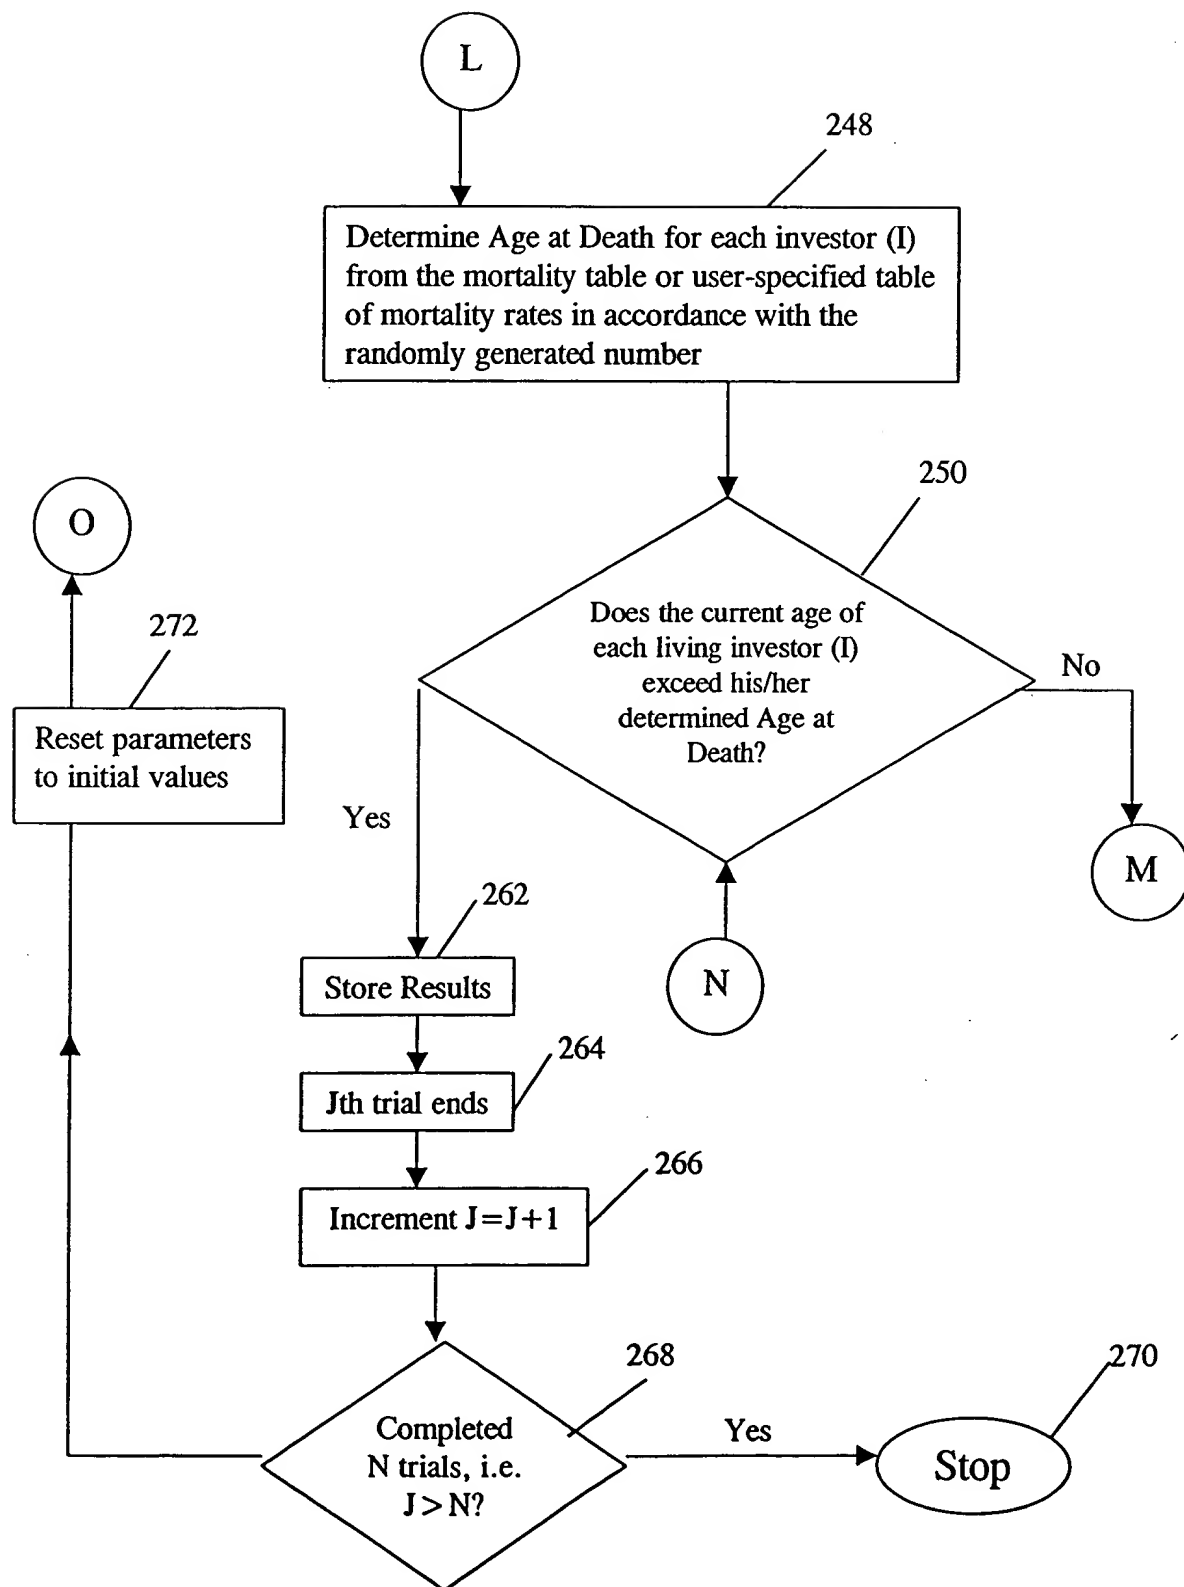 L
248
Determine Age at Death for each investor (I)
from the mortality table or user-specified table
of mortality rates in accordance with the
randomly generated number
250
O
Does the current age of
each living investor (I)
exceed his/her
determined Age at
Death?
No
272
Reset parameters
to initial values
Yes
M
262
N
Store Results
264
Jth trial ends
266
Increment J=J+1
268
270
Completed
N trials, i.e.
J>N?
Yes
Stop